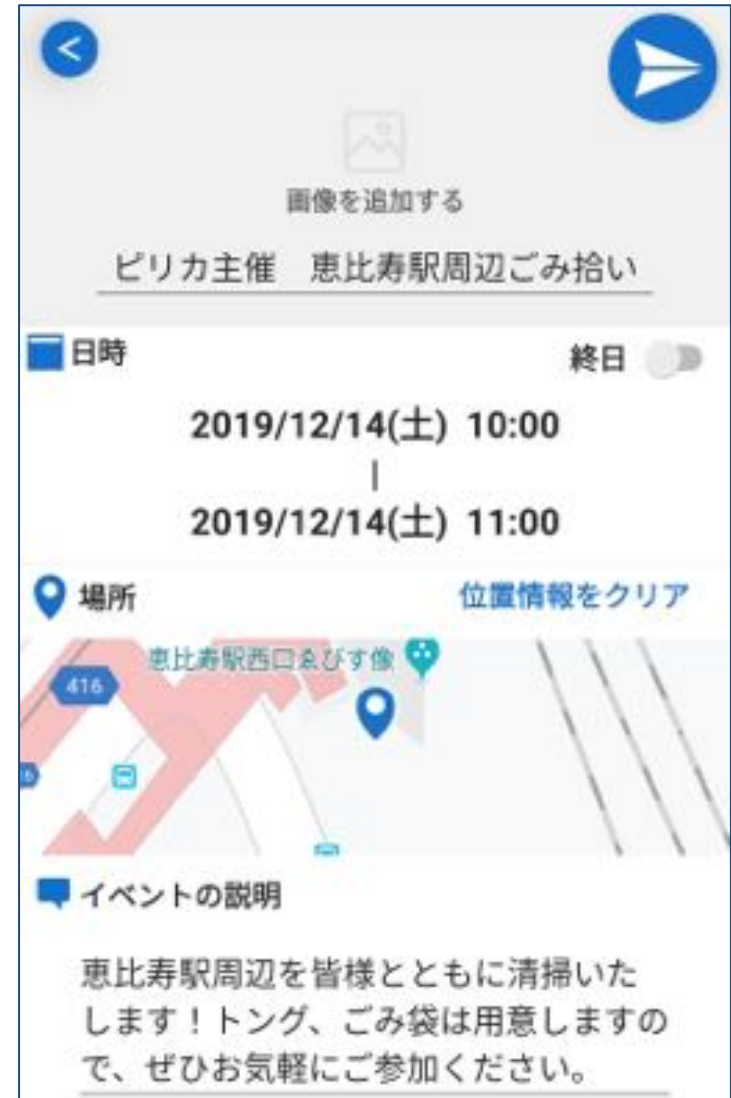 画像を追加する
ピリカ主催　恵比寿駅周辺ごみ拾い
日時
終日
2019/12/14(土) 10:00
|
2019/12/14(土) 11:00
場所
位置情報をクリア
恵比寿駅西口ゑびす像
416
イベントの説明
恵比寿駅周辺を皆様とともに清掃いた
します！トング、ごみ袋は用意しますの
で、ぜひお気軽にご参加ください。